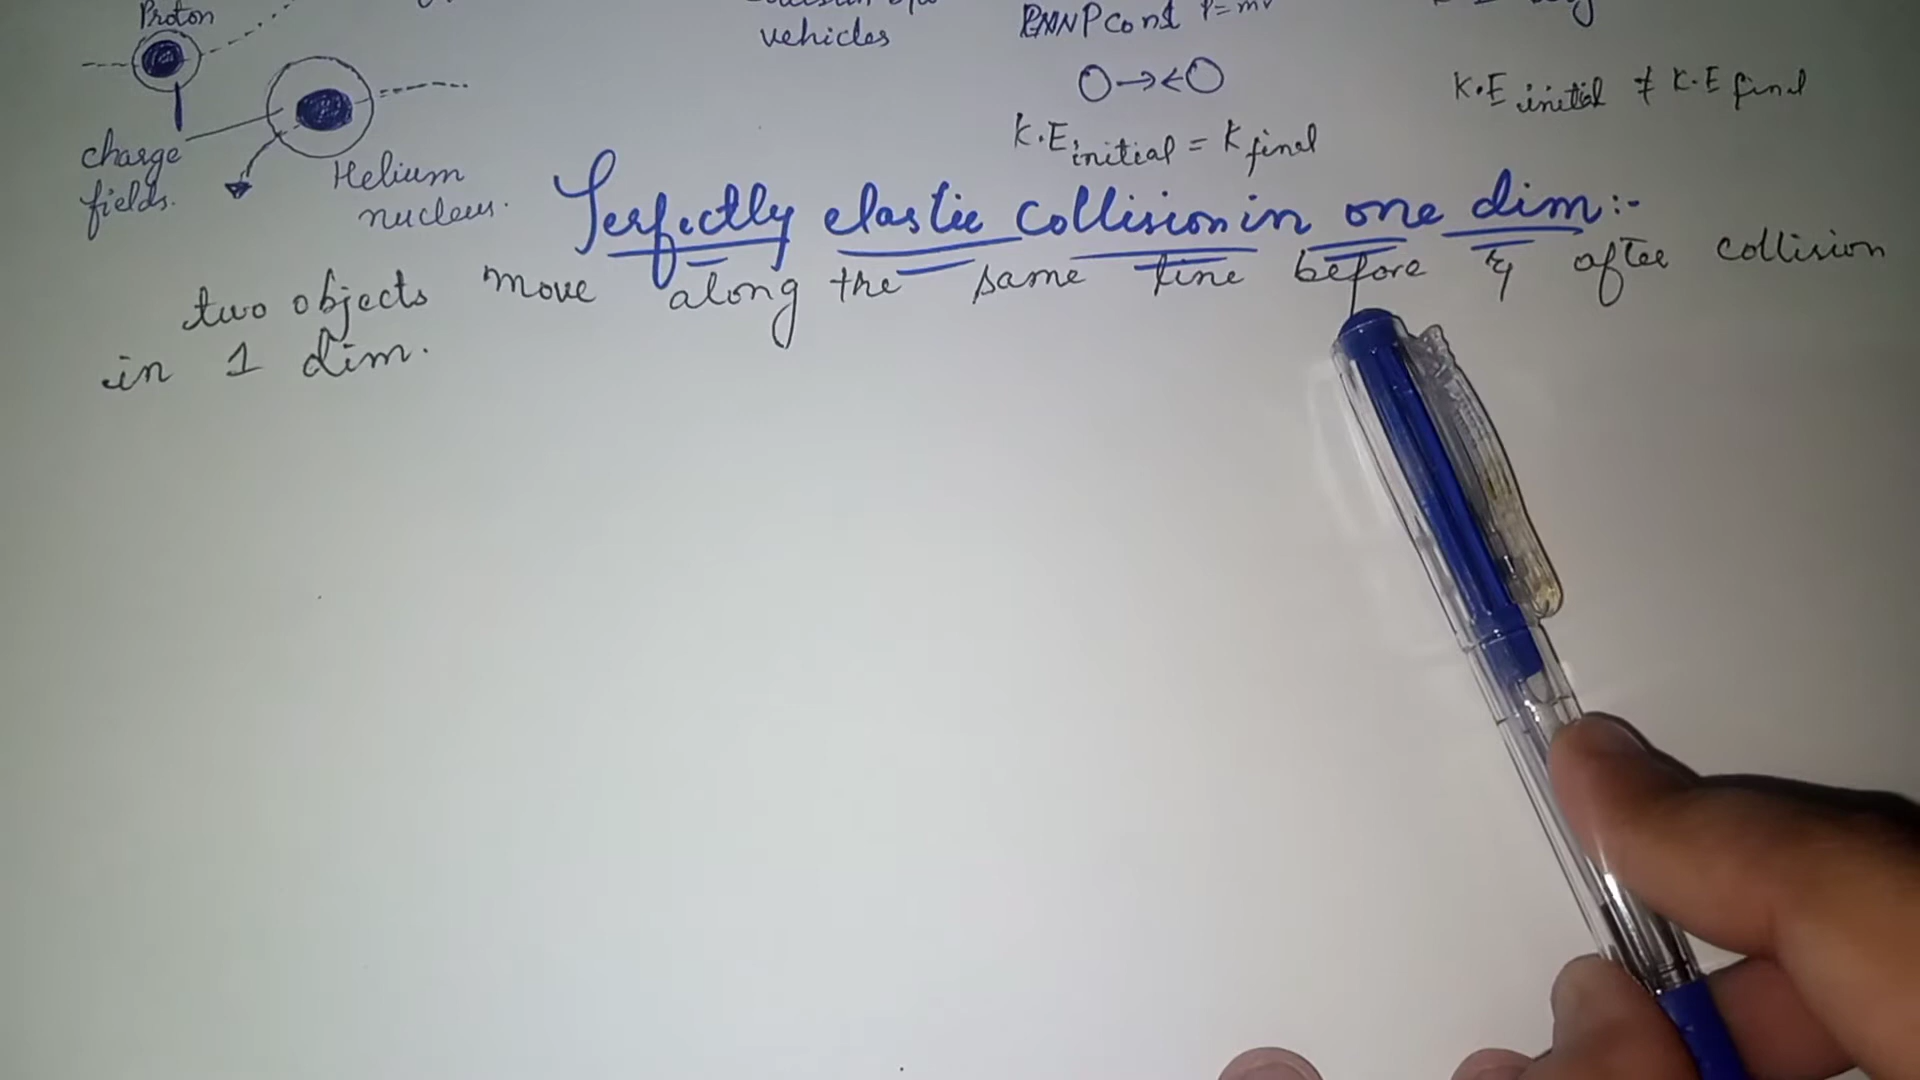 Proton
vehicles
P cons P=mv
K.E initial ≠ K.E final
K.E initial = K final
charge
fields.
Helium
nucleus.
Perfectly elastic collision in one dim:-
two objects move along the same line before & after collision
in 1 dim.